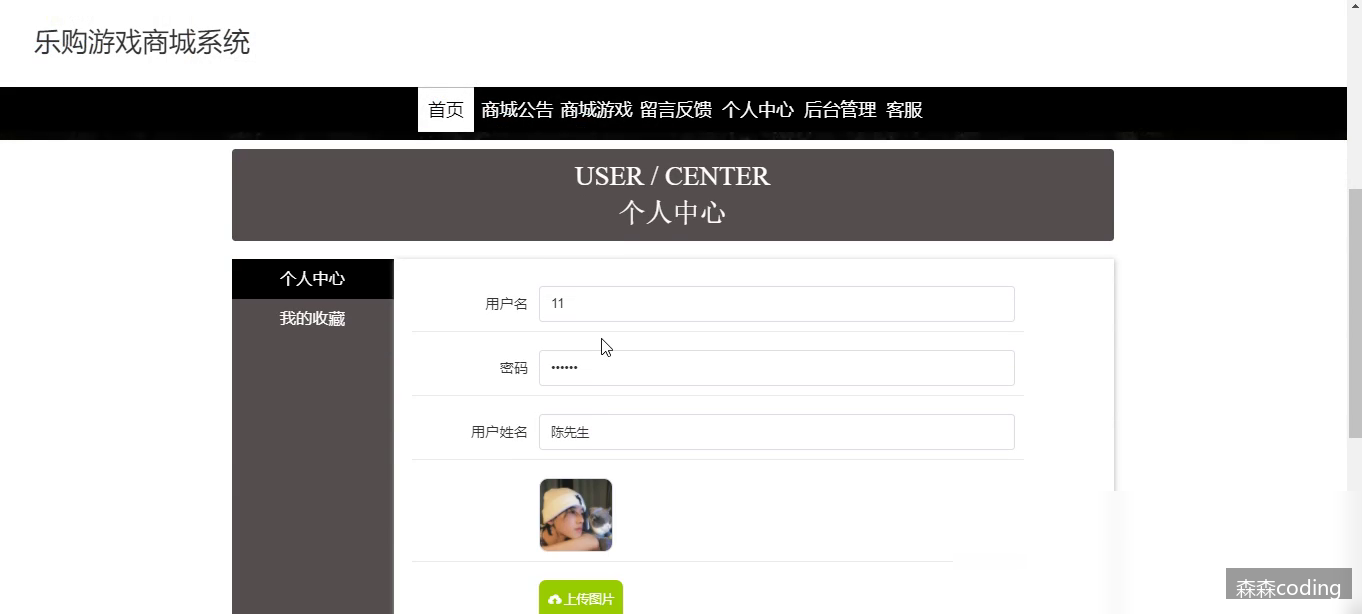 乐购游戏商城系统
首页 商城公告 商城游戏 留言反馈 个人中心 后台管理 客服
USER / CENTER
个人中心
个人中心
我的收藏
用户名 11
密码 ••••••
用户姓名 陈先生
上传图片
森森coding